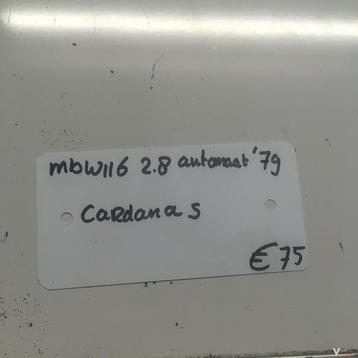 mbw116 2.8 automaat '79
Cardanas
€75